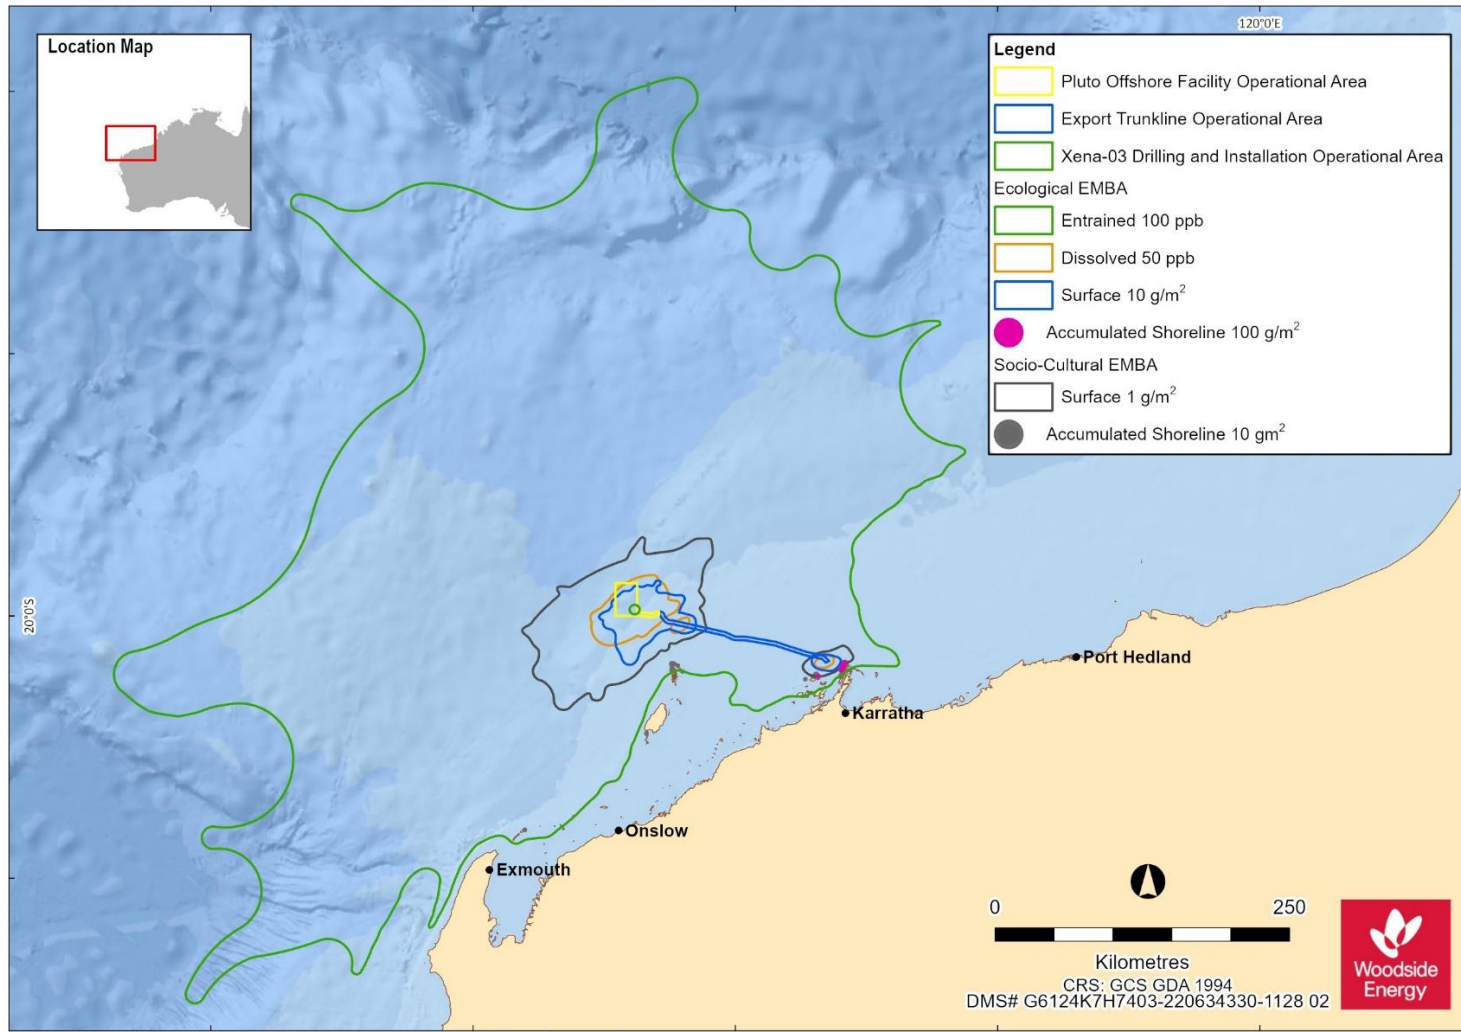 120°0'E
Location Map
Legend
Pluto Offshore Facility Operational Area
Export Trunkline Operational Area
Xena-03 Drilling and Installation Operational Area
Ecological EMBA
Entrained 100 ppb
Dissolved 50 ppb
Surface 10 g/m²
Accumulated Shoreline 100 g/m²
Socio-Cultural EMBA
Surface 1 g/m²
Accumulated Shoreline 10 gm²
20°0'S
Port Hedland
Karratha
Onslow
Exmouth
0 250
Kilometres
CRS: GCS GDA 1994
DMS# G6124K7H7403-220634330-1128 02
Woodside
Energy